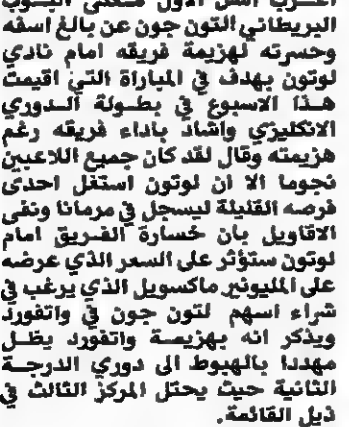 البريطاني التون جون عن بالغ اسفه
وحسرته لهزيمة فريقه امام نادي
لوتون بهدف في المباراة التي اقيمت
هذا الاسبوع في بطولة الدوري
الانكليزي واشاد باداء فريقه رغم
هزيمته وقال لقد كان جميع اللاعبين
نجوما الا ان لوتون استغل احدى
فرصه القليلة ليسجل في مرمانا ونفى
الاقاويل بان خسارة الفريق امام
لوتون ستؤثر على السعر الذي عرضه
على المليونير ماكسويل الذي يرغب في
شراء اسهم لتون جون في واتفورد
ويذكر انه بهزيمة واتفورد يظل
مهددا بالهبوط الى دوري الدرجة
الثانية حيث يحتل المركز الثالث في
ذيل القائمة.